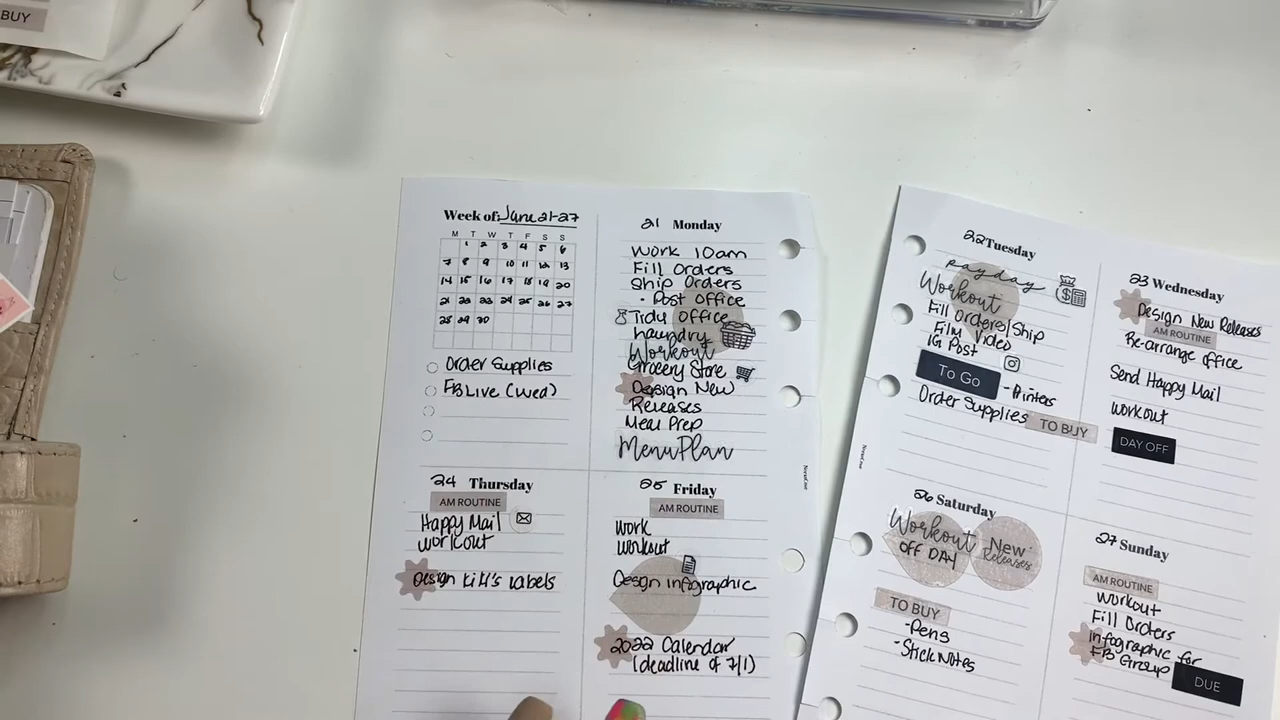 BUY
Week of: June 21-27
M T W T F S S
1 2 3 4 5 6
7 8 9 10 11 12 13
14 15 16 17 18 19 20
21 22 23 24 25 26 27
28 29 30
Order Supplies
FB Live (Wed)
21 Monday
Work 10am
Fill Orders
Ship Orders
- Post Office
Tidy Office
Laundry
Workout
Grocery Store
Design New
Releases
Meal Prep
Menu Plan
24 Thursday
AM ROUTINE
Happy Mail
Workout
Design Kiki's Labels
25 Friday
AM ROUTINE
Work
Workout
Design Infographic
2022 Calendar
(deadline of 7/1)
22 Tuesday
payday
Workout
Fill Orders/Ship
Film Video
IG Post
To Go
- Printers
Order Supplies
TO BUY
23 Wednesday
Design New Releases
AM ROUTINE
Re-arrange office
Send Happy Mail
Workout
DAY OFF
26 Saturday
Workout
OFF DAY
New
Releases
TO BUY
- Pens
- Stick Notes
27 Sunday
AM ROUTINE
Workout
Fill Orders
Infographic for
FB Group
DUE